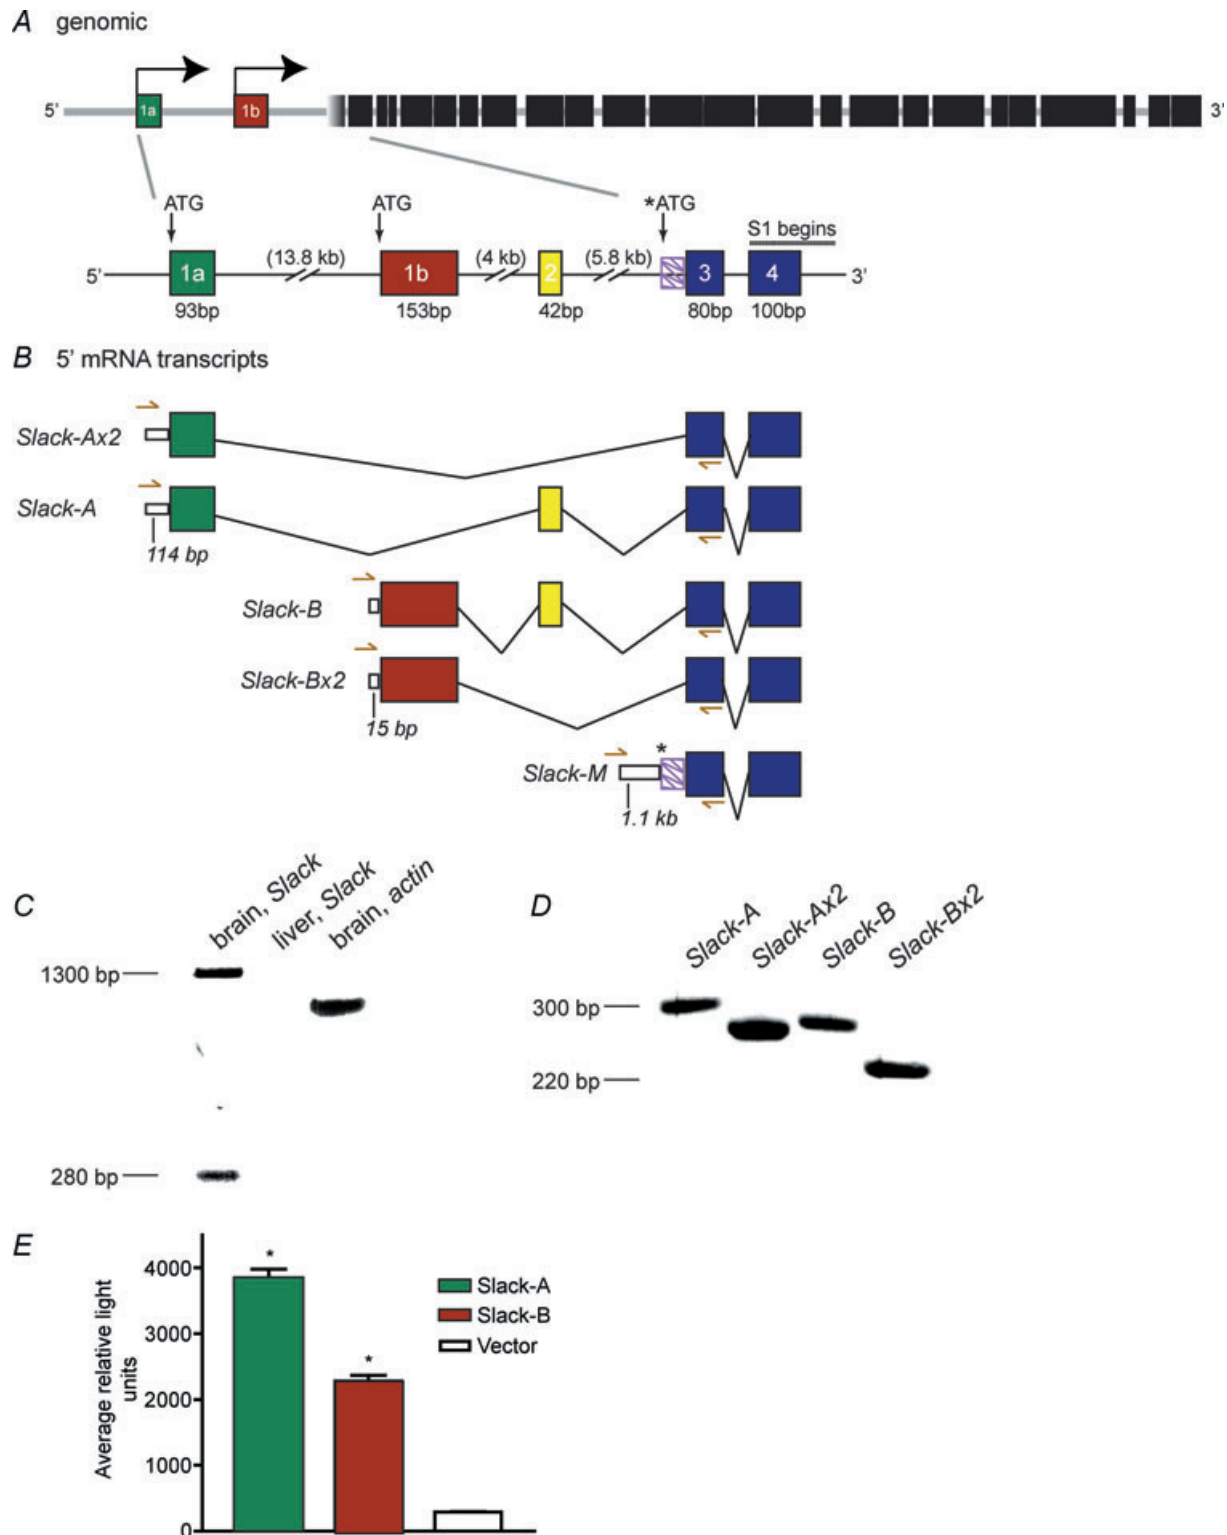 A genomic
5' 1a 1b 3'
ATG ATG *ATG
S1 begins
5' 1a (13.8 kb) 1b (4 kb) 2 (5.8 kb) 3 4 3'
93bp 153bp 42bp 80bp 100bp
B 5' mRNA transcripts
Slack-Ax2
Slack-A
114 bp
Slack-B
Slack-Bx2
15 bp
*
Slack-M
1.1 kb
C
brain, Slack
liver, Slack
brain, actin
1300 bp
280 bp
D
Slack-A
Slack-Ax2
Slack-B
Slack-Bx2
300 bp
220 bp
E
Average relative light
units
4000
3000
2000
1000
0
*
*
Slack-A
Slack-B
Vector